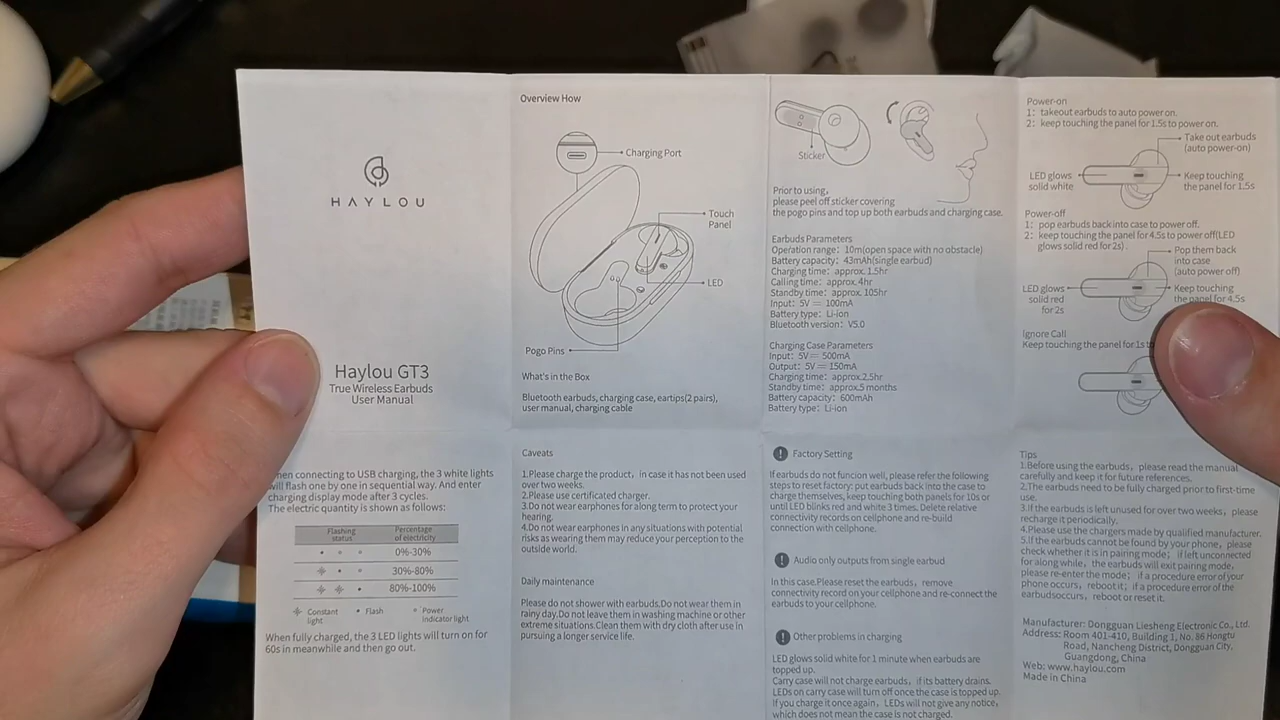 HAYLOU
Haylou GT3
True Wireless Earbuds
User Manual
Overview How
Charging Port
Touch
Panel
LED
Pogo Pins
What's in the Box
Bluetooth earbuds, charging case, eartips(2 pairs),
user manual, charging cable
Sticker
Prior to using,
please peel off sticker covering
the pogo pins and top up both earbuds and charging case.
Earbuds Parameters
Operation range: 10m(open space with no obstacle)
Battery capacity: 43mAh(single earbud)
Charging time: approx. 1.5hr
Calling time: approx. 4hr
Standby time: approx. 105hr
Input: 5V ⎓ 100mA
Battery type: Li-ion
Bluetooth version: V5.0
Charging Case Parameters
Input: 5V ⎓ 500mA
Output: 5V ⎓ 150mA
Charging time: approx.2.5hr
Standby time: approx.5 months
Battery capacity: 600mAh
Battery type: Li-ion
Power-on
1: takeout earbuds to auto power on.
2: keep touching the panel for 1.5s to power on.
Take out earbuds
(auto power-on)
LED glows
solid white
Keep touching
the panel for 1.5s
Power-off
1: pop earbuds back into case to power off.
2: keep touching the panel for 4.5s to power off(LED
glows solid red for 2s).
Pop them back
into case
(auto power off)
LED glows
solid red
for 2s
Keep touching
the panel for 4.5s
Ignore Call
Keep touching the panel for 1s
when connecting to USB charging, the 3 white lights
will flash one by one in sequential way. And enter
charging display mode after 3 cycles.
The electric quantity is shown as follows:
Flashing
status
Percentage
of electricity
0%-30%
30%-80%
80%-100%
Constant
light
Flash
Power
indicator light
When fully charged, the 3 LED lights will turn on for
60s in meanwhile and then go out.
Caveats
1.Please charge the product, in case it has not been used
over two weeks.
2.Please use certificated charger.
3.Do not wear earphones for along term to protect your
hearing.
4.Do not wear earphones in any situations with potential
risks as wearing them may reduce your perception to the
outside world.
Daily maintenance
Please do not shower with earbuds.Do not wear them in
rainy day.Do not leave them in washing machine or other
extreme situations.Clean them with dry cloth after use in
pursuing a longer service life.
Factory Setting
If earbuds do not funcion well, please refer the following
steps to reset factory: put earbuds back into the case to
charge themselves, keep touching both panels for 10s or
until LED blinks red and white 3 times. Delete relative
connectivity records on cellphone and re-build
connection with cellphone.
Audio only outputs from single earbud
In this case.Please reset the earbuds, remove
connectivity record on your cellphone and re-connect the
earbuds to your cellphone.
Other problems in charging
LED glows solid white for 1 minute when earbuds are
topped up.
Carry case will not charge earbuds, if its battery drains.
LEDs on carry case will turn off once the case is topped up.
If you charge it once again, LEDs will not give any notice,
which does not mean the case is not charged.
Tips
1.Before using the earbuds, please read the manual
carefully and keep it for future references.
2.The earbuds need to be fully charged prior to first-time
use.
3.If the earbuds is left unused for over two weeks, please
recharge it periodically.
4.Please use the chargers made by qualified manufacturer.
5.If the earbuds cannot be found by your phone, please
check whether it is in pairing mode; if left unconnected
for along while, the earbuds will exit pairing mode,
please re-enter the mode; if a procedure error of your
phone occurs, reboot it; if a procedure error of the
earbudsoccurs, reboot or reset it.
Manufacturer: Dongguan Liesheng Electronic Co., Ltd.
Address: Room 401-410, Building 1, No. 86 Hongtu
Road, Nancheng District, Dongguan City,
Guangdong, China
Web: www.haylou.com
Made in China